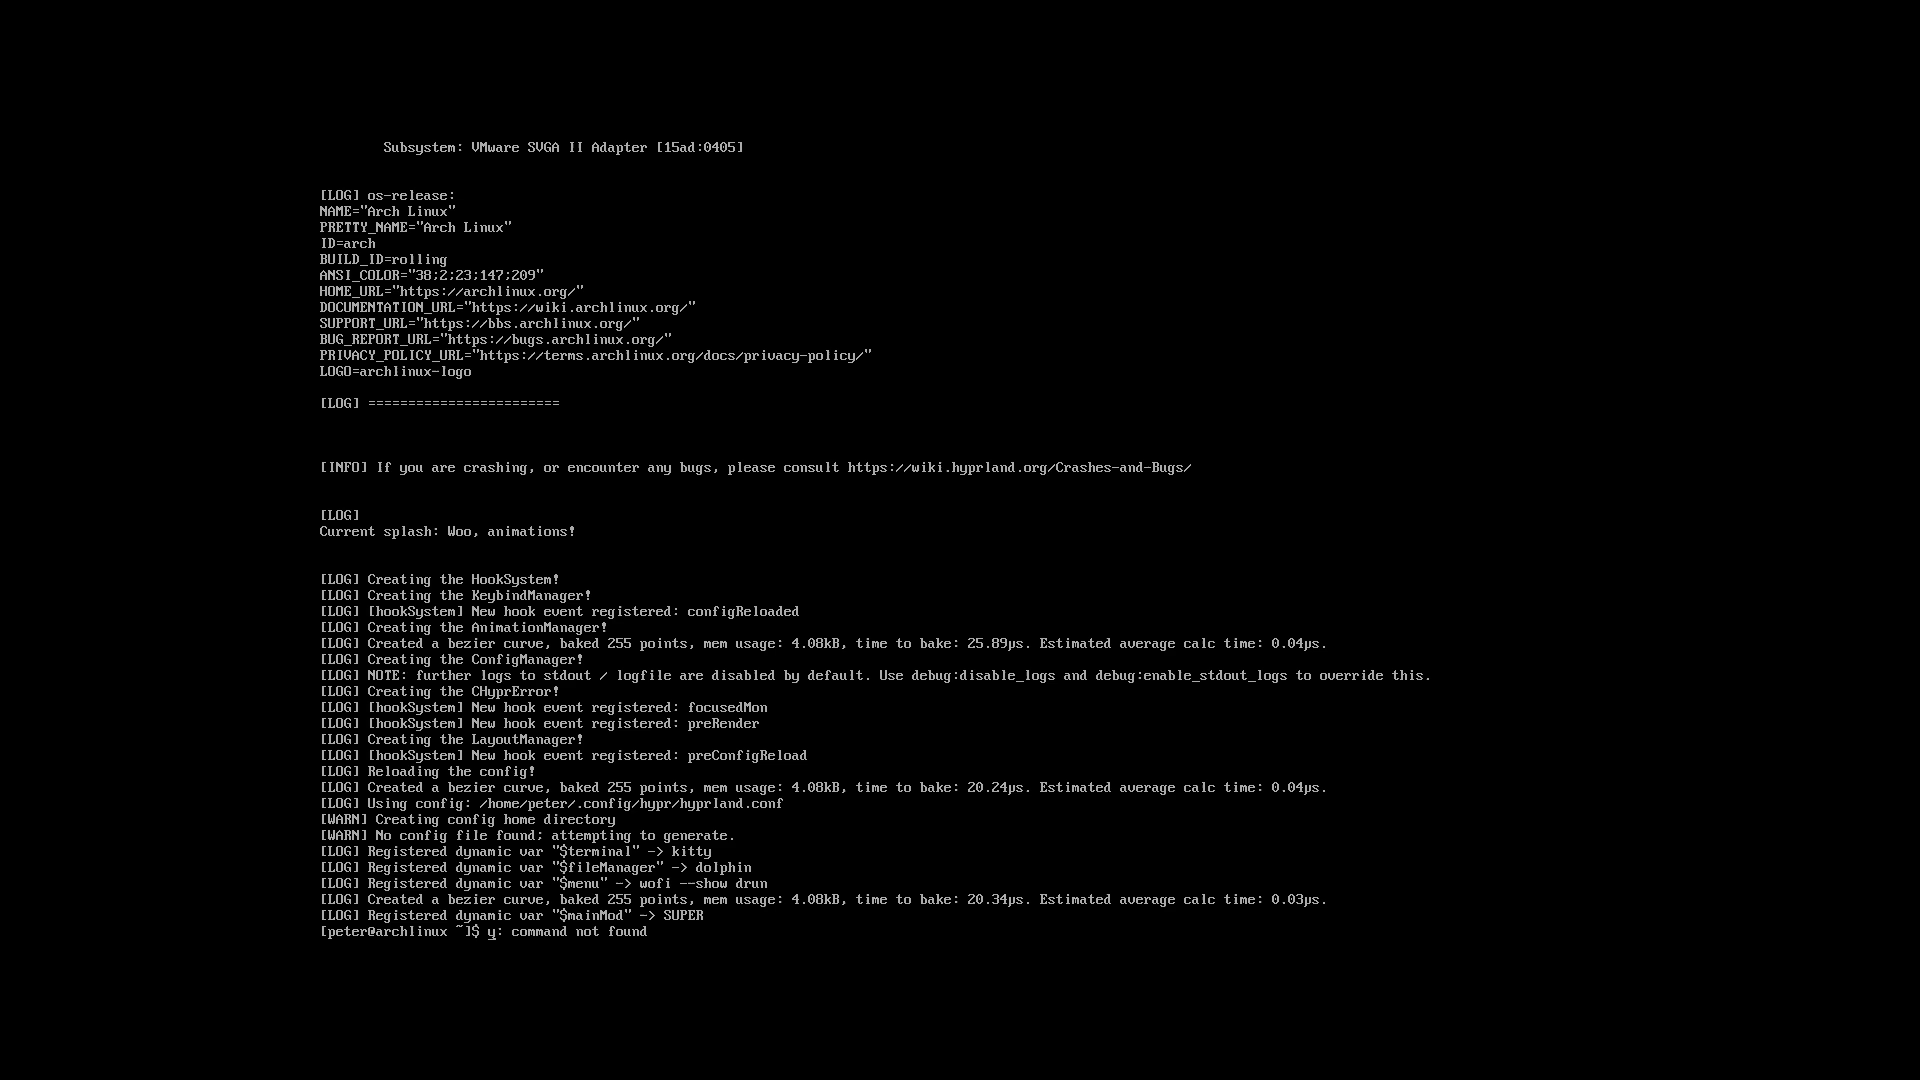 Subsystem: VMware SVGA II Adapter [15ad:0405]
[LOG] os-release:
NAME="Arch Linux"
PRETTY_NAME="Arch Linux"
ID=arch
BUILD_ID=rolling
ANSI_COLOR="38;2;23;147;209"
HOME_URL="https://archlinux.org/"
DOCUMENTATION_URL="https://wiki.archlinux.org/"
SUPPORT_URL="https://bbs.archlinux.org/"
BUG_REPORT_URL="https://bugs.archlinux.org/"
PRIVACY_POLICY_URL="https://terms.archlinux.org/docs/privacy-policy/"
LOGO=archlinux-logo
[LOG] ========================
[INFO] If you are crashing, or encounter any bugs, please consult https://wiki.hyprland.org/Crashes-and-Bugs/
[LOG]
Current splash: Woo, animations!
[LOG] Creating the HookSystem!
[LOG] Creating the KeybindManager!
[LOG] [hookSystem] New hook event registered: configReloaded
[LOG] Creating the AnimationManager!
[LOG] Created a bezier curve, baked 255 points, mem usage: 4.08kB, time to bake: 25.89µs. Estimated average calc time: 0.04µs.
[LOG] Creating the ConfigManager!
[LOG] NOTE: further logs to stdout / logfile are disabled by default. Use debug:disable_logs and debug:enable_stdout_logs to override this.
[LOG] Creating the CHyprError!
[LOG] [hookSystem] New hook event registered: focusedMon
[LOG] [hookSystem] New hook event registered: preRender
[LOG] Creating the LayoutManager!
[LOG] [hookSystem] New hook event registered: preConfigReload
[LOG] Reloading the config!
[LOG] Created a bezier curve, baked 255 points, mem usage: 4.08kB, time to bake: 20.24µs. Estimated average calc time: 0.04µs.
[LOG] Using config: /home/peter/.config/hypr/hyprland.conf
[WARN] Creating config home directory
[WARN] No config file found; attempting to generate.
[LOG] Registered dynamic var "$terminal" -> kitty
[LOG] Registered dynamic var "$fileManager" -> dolphin
[LOG] Registered dynamic var "$menu" -> wofi --show drun
[LOG] Created a bezier curve, baked 255 points, mem usage: 4.08kB, time to bake: 20.34µs. Estimated average calc time: 0.03µs.
[LOG] Registered dynamic var "$mainMod" -> SUPER
[peter@archlinux ~]$ y: command not found